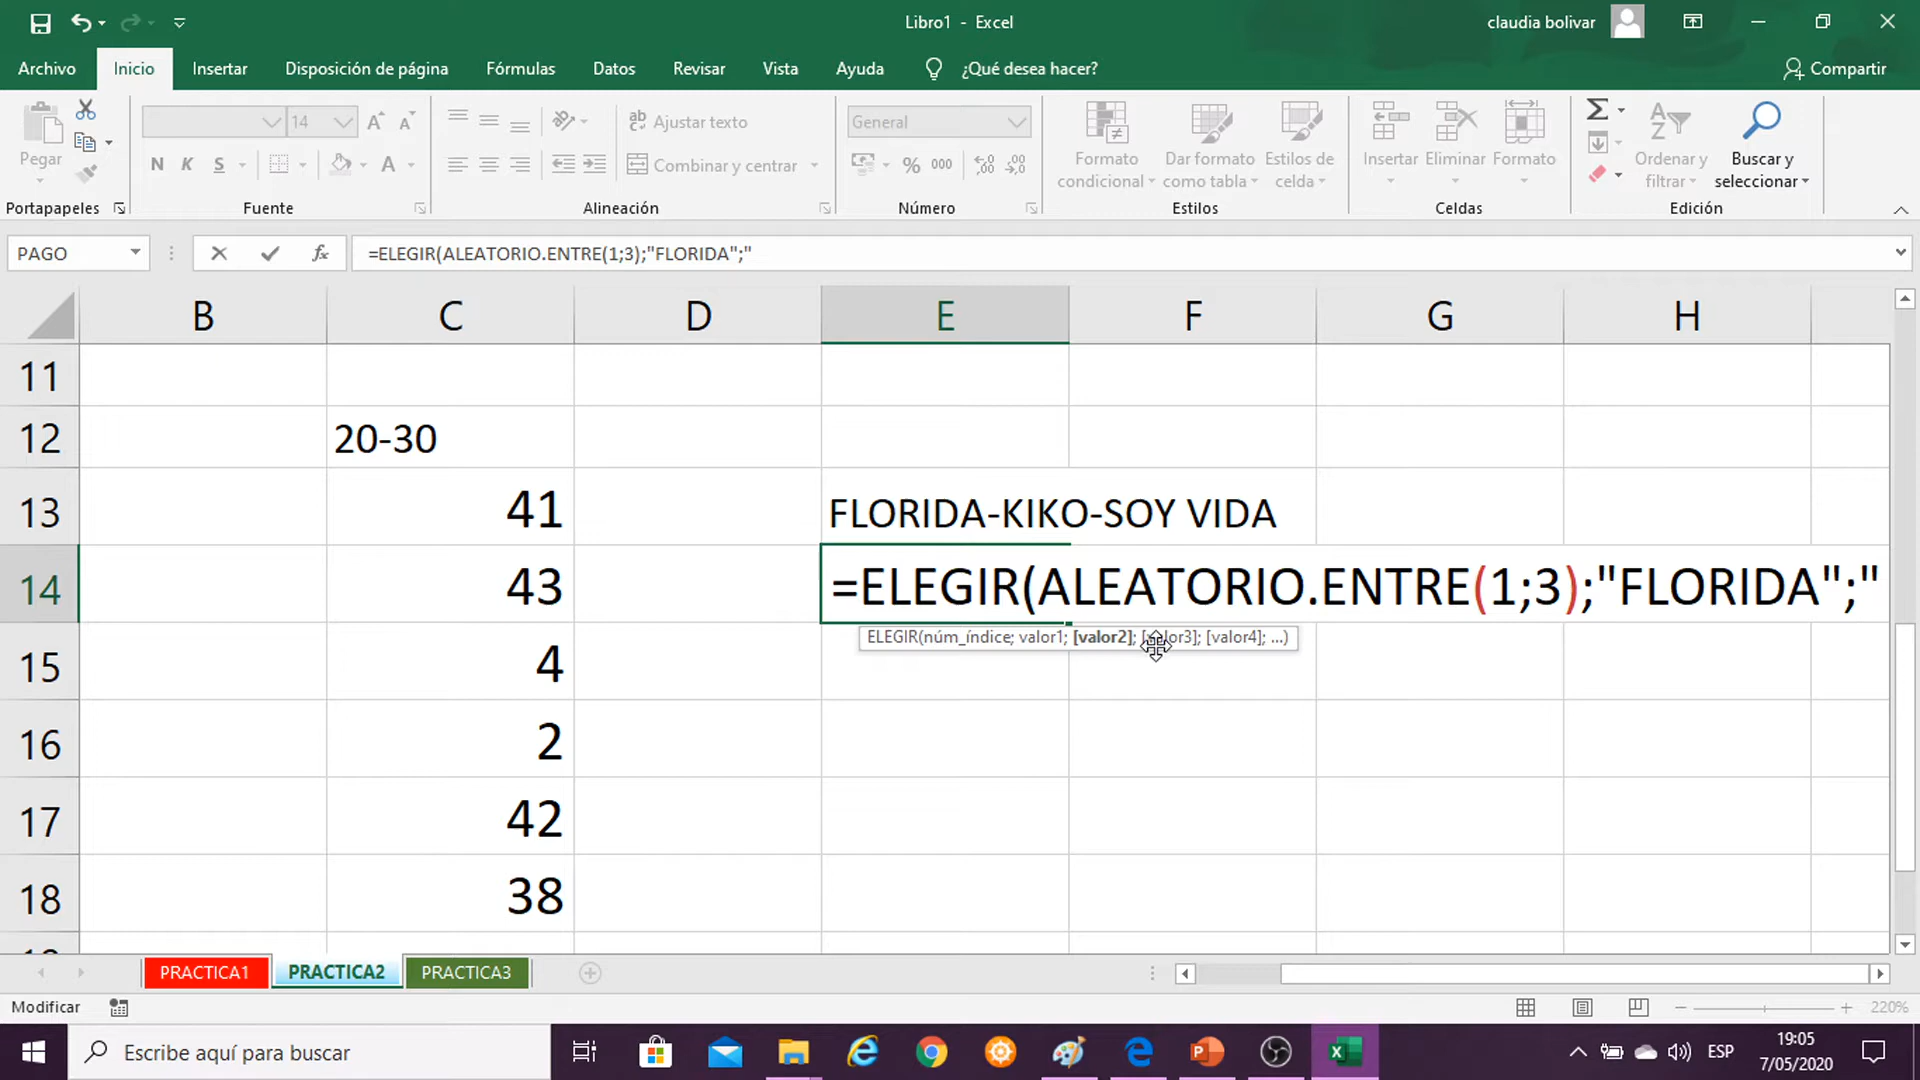 Libro1 - Excel
claudia bolivar
Archivo Inicio Insertar Disposición de página Fórmulas Datos Revisar Vista Ayuda ¿Qué desea hacer? Compartir
Pegar
14
N K S
Ajustar texto
Combinar y centrar
General
% 000
Formato condicional
Dar formato como tabla
Estilos de celda
Insertar
Eliminar
Formato
Ordenar y filtrar
Buscar y seleccionar
Portapapeles Fuente Alineación Número Estilos Celdas Edición
PAGO
fx
=ELEGIR(ALEATORIO.ENTRE(1;3);"FLORIDA";"
B C D E F G H
11
12 20-30
13 41 FLORIDA-KIKO-SOY VIDA
14 43 =ELEGIR(ALEATORIO.ENTRE(1;3);"FLORIDA";"
ELEGIR(núm_índice; valor1; [valor2]; [valor3]; [valor4]; ...)
15 4
16 2
17 42
18 38
PRACTICA1 PRACTICA2 PRACTICA3
Modificar
220%
Escribe aquí para buscar
ESP
19:05
7/05/2020